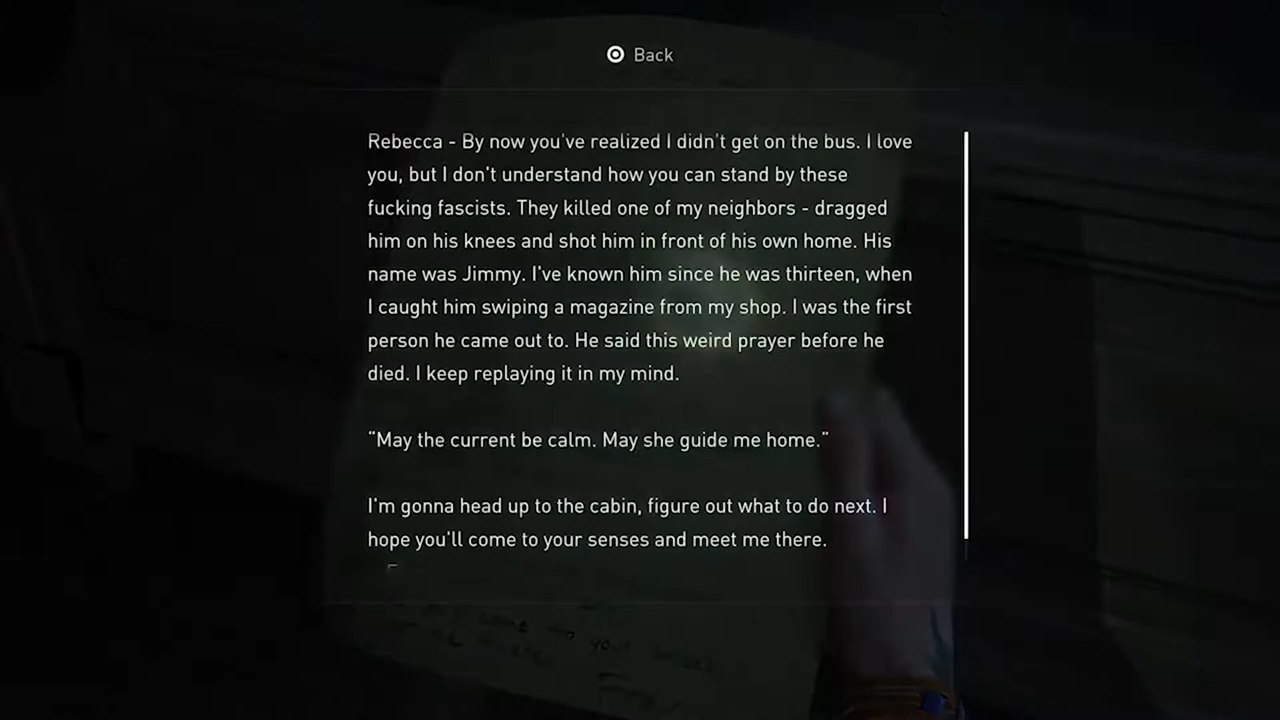 Back
Rebecca - By now you've realized I didn't get on the bus. I love
you, but I don't understand how you can stand by these
fucking fascists. They killed one of my neighbors - dragged
him on his knees and shot him in front of his own home. His
name was Jimmy. I've known him since he was thirteen, when
I caught him swiping a magazine from my shop. I was the first
person he came out to. He said this weird prayer before he
died. I keep replaying it in my mind.
“May the current be calm. May she guide me home.”
I'm gonna head up to the cabin, figure out what to do next. I
hope you'll come to your senses and meet me there.